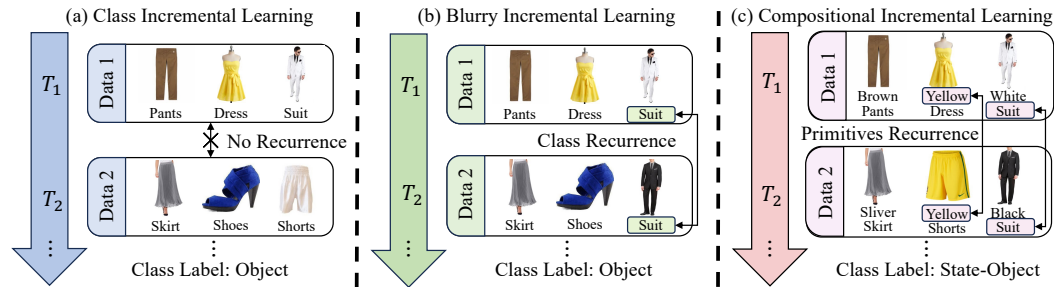 (a) Class Incremental Learning
T₁
Data 1
Pants
Dress
Suit
No Recurrence
T₂
Data 2
Skirt
Shoes
Shorts
⋮
⋮
Class Label: Object
(b) Blurry Incremental Learning
T₁
Data 1
Pants
Dress
Suit
Class Recurrence
T₂
Data 2
Skirt
Shoes
Suit
⋮
⋮
Class Label: Object
(c) Compositional Incremental Learning
T₁
Data 1
Brown
Pants
Yellow
Dress
White
Suit
Primitives Recurrence
T₂
Data 2
Sliver
Skirt
Yellow
Shorts
Black
Suit
⋮
⋮
Class Label: State-Object